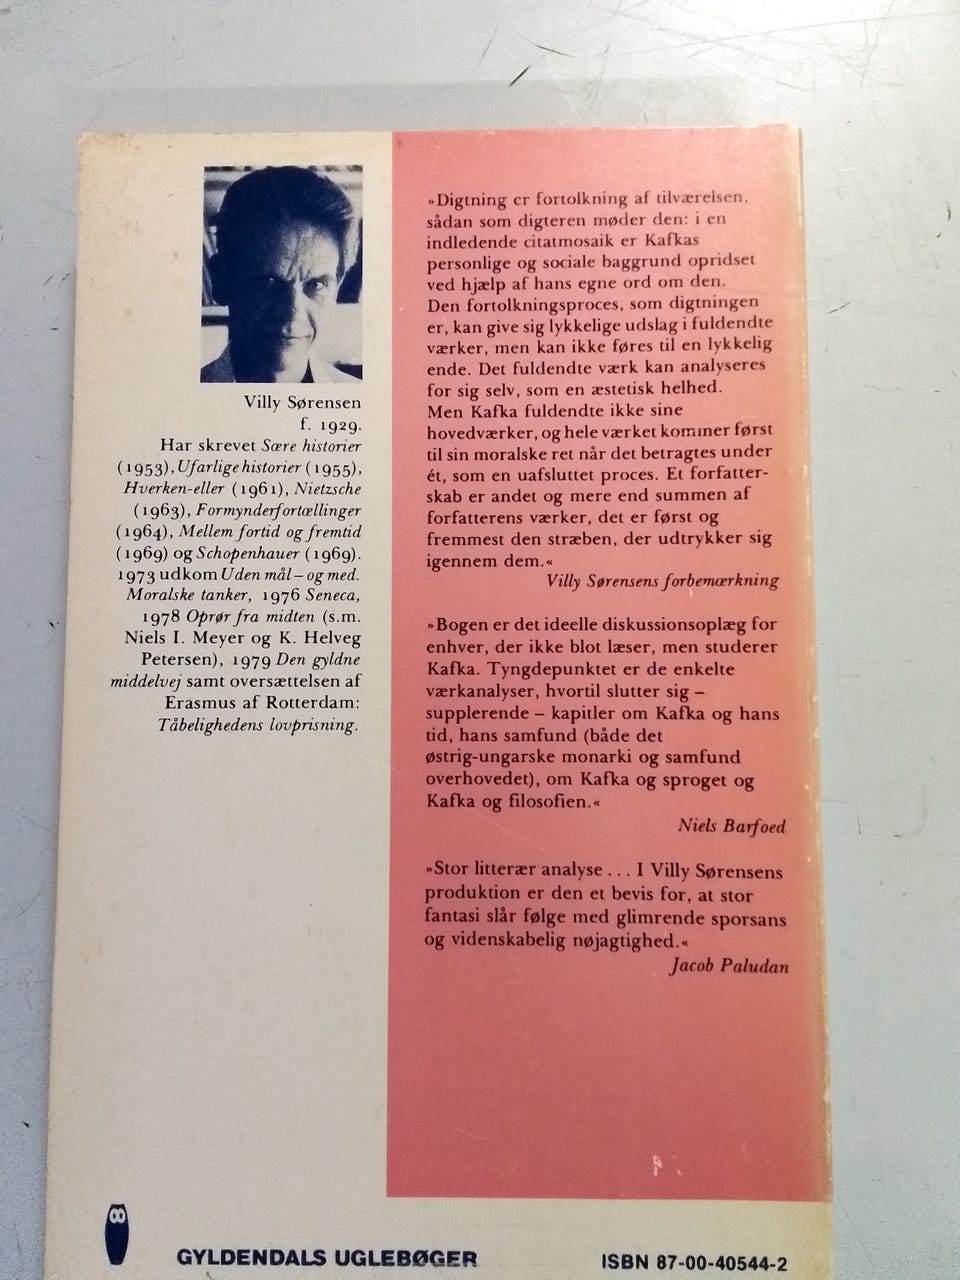 Villy Sørensen
f. 1929.
Har skrevet Sære historier
(1953), Ufarlige historier (1955),
Hverken-eller (1961), Nietzsche
(1963), Formynderfortællinger
(1964), Mellem fortid og fremtid
(1969) og Schopenhauer (1969).
1973 udkom Uden mål – og med.
Moralske tanker, 1976 Seneca,
1978 Oprør fra midten (s.m.
Niels I. Meyer og K. Helveg
Petersen), 1979 Den gyldne
middelvej samt oversættelsen af
Erasmus af Rotterdam:
Tåbelighedens lovprisning.
»Digtning er fortolkning af tilværelsen,
sådan som digteren møder den: i en
indledende citatmosaik er Kafkas
personlige og sociale baggrund opridset
ved hjælp af hans egne ord om den.
Den fortolkningsproces, som digtningen
er, kan give sig lykkelige udslag i fuldendte
værker, men kan ikke føres til en lykkelig
ende. Det fuldendte værk kan analyseres
for sig selv, som en æstetisk helhed.
Men Kafka fuldendte ikke sine
hovedværker, og hele værket kommer først
til sin moralske ret når det betragtes under
ét, som en uafsluttet proces. Et forfatter-
skab er andet og mere end summen af
forfatterens værker, det er først og
fremmest den stræben, der udtrykker sig
igennem dem.«
Villy Sørensens forbemærkning
»Bogen er det ideelle diskussionsoplæg for
enhver, der ikke blot læser, men studerer
Kafka. Tyngdepunktet er de enkelte
værkanalyser, hvortil slutter sig –
supplerende – kapitler om Kafka og hans
tid, hans samfund (både det
østrig-ungarske monarki og samfund
overhovedet), om Kafka og sproget og
Kafka og filosofien.«
Niels Barfoed
»Stor litterær analyse . . . I Villy Sørensens
produktion er den et bevis for, at stor
fantasi slår følge med glimrende sporsans
og videnskabelig nøjagtighed.«
Jacob Paludan
GYLDENDALS UGLEBØGER
ISBN 87-00-40544-2